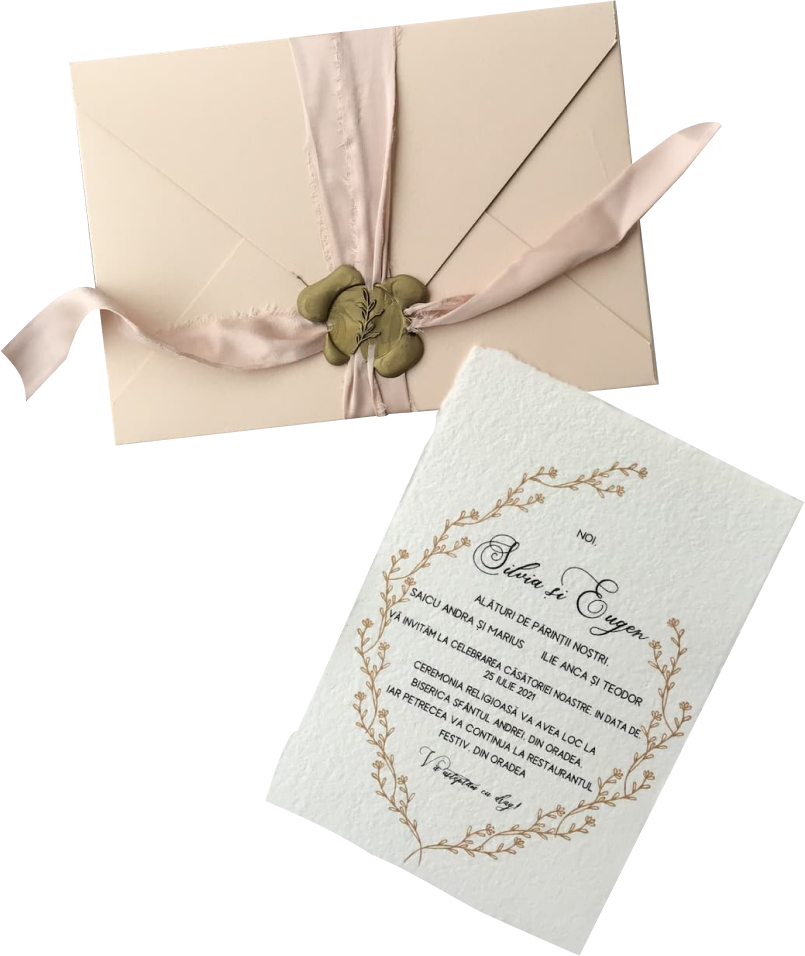 NOI,
Silvia și Eugen
ALĂTURI DE PĂRINȚII NOȘTRI,
SAICU ANDRA ȘI MARIUS ILIE ANCA ȘI TEODOR
VĂ INVITĂM LA CELEBRAREA CĂSĂTORIEI NOASTRE, IN DATA DE
25 IULIE 2021
CEREMONIA RELIGIOASĂ VA AVEA LOC LA
BISERICA SFÂNTUL ANDREI, DIN ORADEA,
IAR PETRECEA VA CONTINUA LA RESTAURANTUL
FESTIV, DIN ORADEA
Vă așteptăm cu drag!